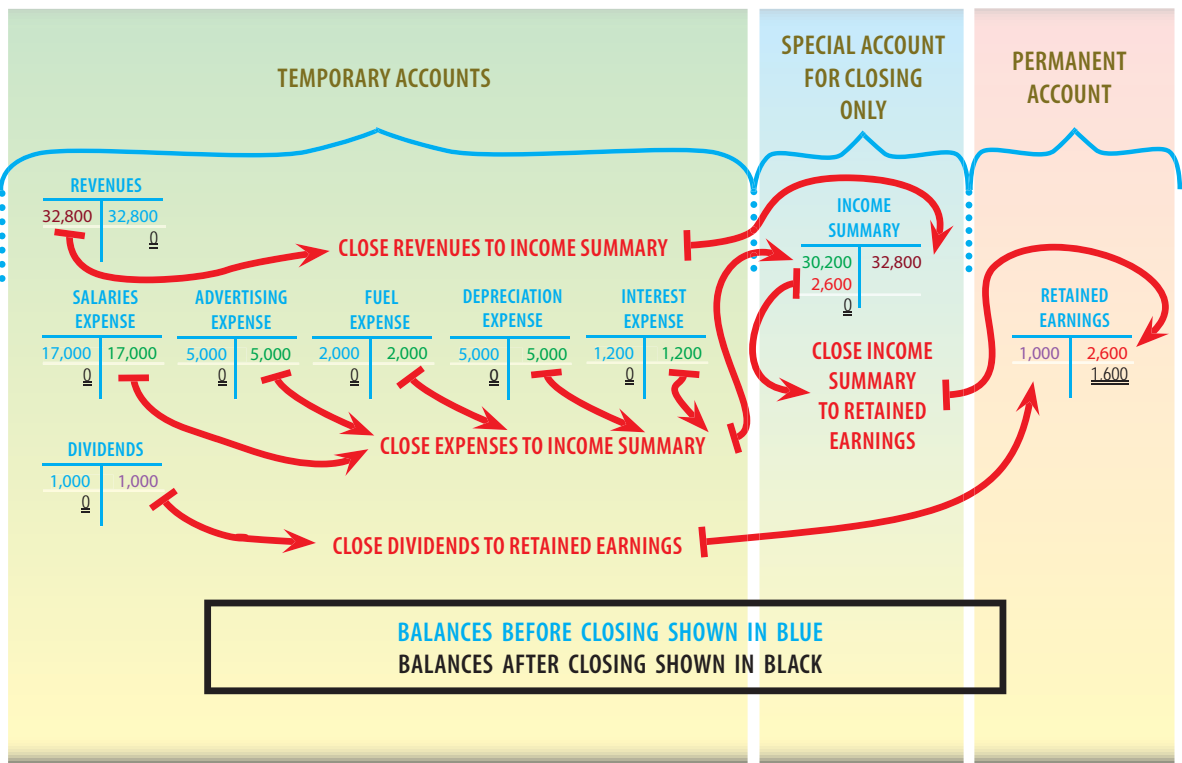 TEMPORARY ACCOUNTS
SPECIAL ACCOUNT
FOR CLOSING
ONLY
PERMANENT
ACCOUNT
REVENUES
32,800 32,800
0
CLOSE REVENUES TO INCOME SUMMARY
INCOME
SUMMARY
30,200 32,800
2,600
0
SALARIES
EXPENSE
17,000 17,000
0
ADVERTISING
EXPENSE
5,000 5,000
0
FUEL
EXPENSE
2,000 2,000
0
DEPRECIATION
EXPENSE
5,000 5,000
0
INTEREST
EXPENSE
1,200 1,200
0
CLOSE EXPENSES TO INCOME SUMMARY
CLOSE INCOME
SUMMARY
TO RETAINED
EARNINGS
RETAINED
EARNINGS
1,000 2,600
1.600
DIVIDENDS
1,000 1,000
0
CLOSE DIVIDENDS TO RETAINED EARNINGS
BALANCES BEFORE CLOSING SHOWN IN BLUE
BALANCES AFTER CLOSING SHOWN IN BLACK